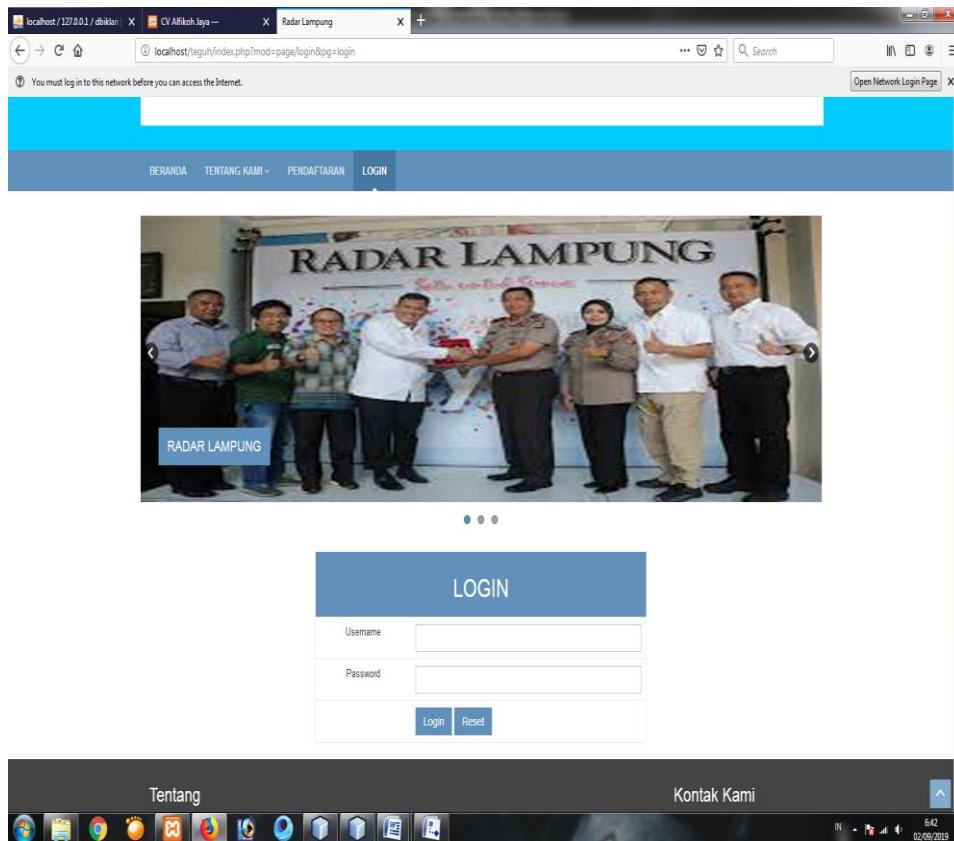 localhost / 127.0.0.1 / dbiklan | X CV Alfikoh Jaya — X Radar Lampung X +
localhost/teguh/index.php?mod=page/login&pg=login Search
You must log in to this network before you can access the Internet. Open Network Login Page X
BERANDA TENTANG KAMI PENDAFTARAN LOGIN
RADAR LAMPUNG
RADAR LAMPUNG
LOGIN
Username
Password
Login Reset
Tentang Kontak Kami
IN 6:42
02/09/2019